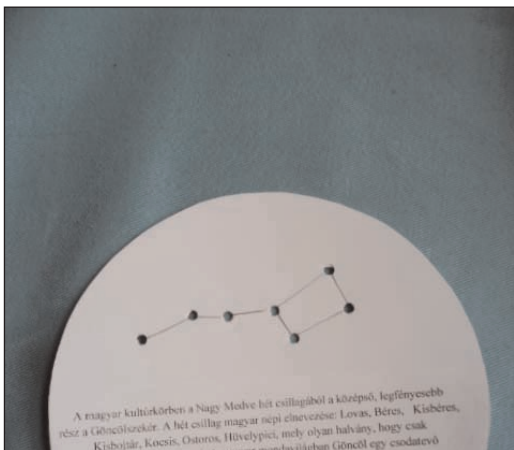 A magyar kultúrkörben a Nagy Medve hét csillagából a középső, legfényesebb
rész a Göncölszekér. A hét csillag magyar népi elnevezése: Lovas, Béres, Kisbéres,
Kisbojtár, Kocsis, Ostoros, Hüvelypici, mely olyan halvány, hogy csak
Göncöl egy csodatevő